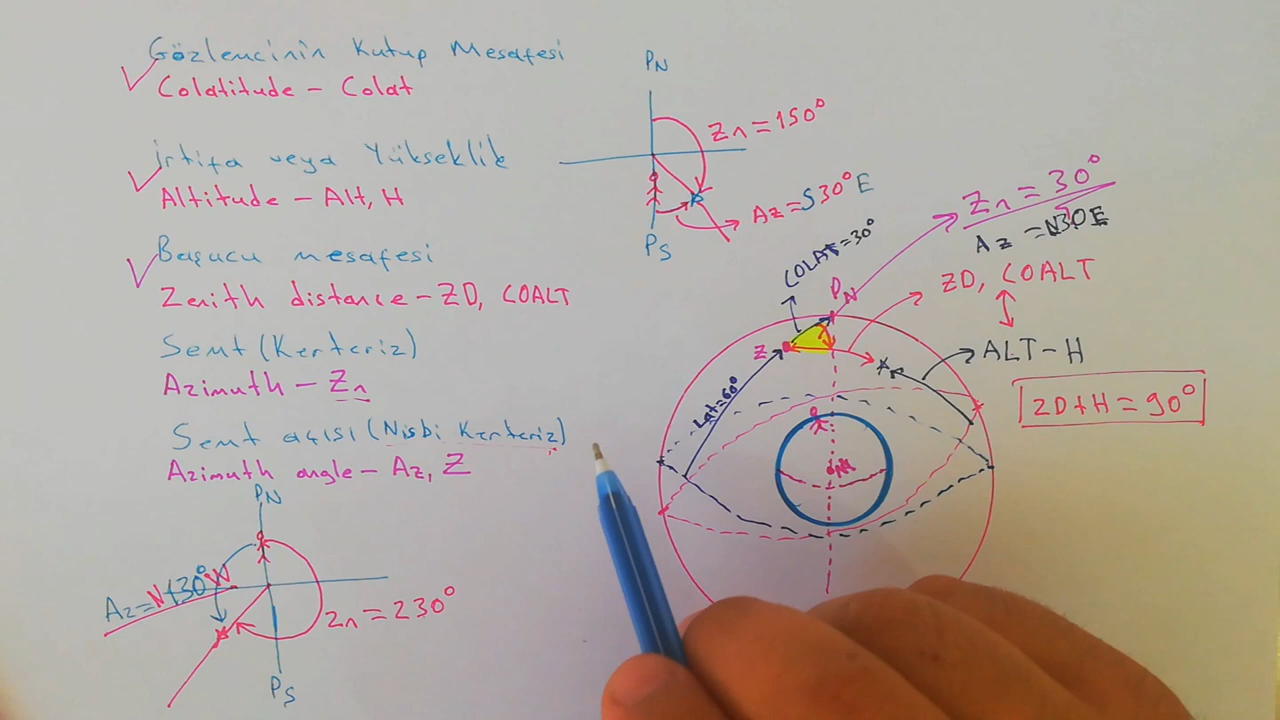 Gözlemcinin Kutup Mesafesi
Colatitude - Colat
İrtifa veya Yükseklik
Altitude - Alt, H
Başucu mesafesi
Zenith distance - ZD, COALT
Semt (Kerteriz)
Azimuth - Zn
Semt açısı (Nisbi Kerteriz)
Azimuth angle - Az, Z
PN
Zn = 150°
Az = S30°E
PS
Zn = 30°
Az = N30E
COLAT = 30°
PN
ZD, COALT
Z
ALT - H
Lat = 60°
ZD + H = 90°
PN
Az = N130°W
Zn = 230°
PS